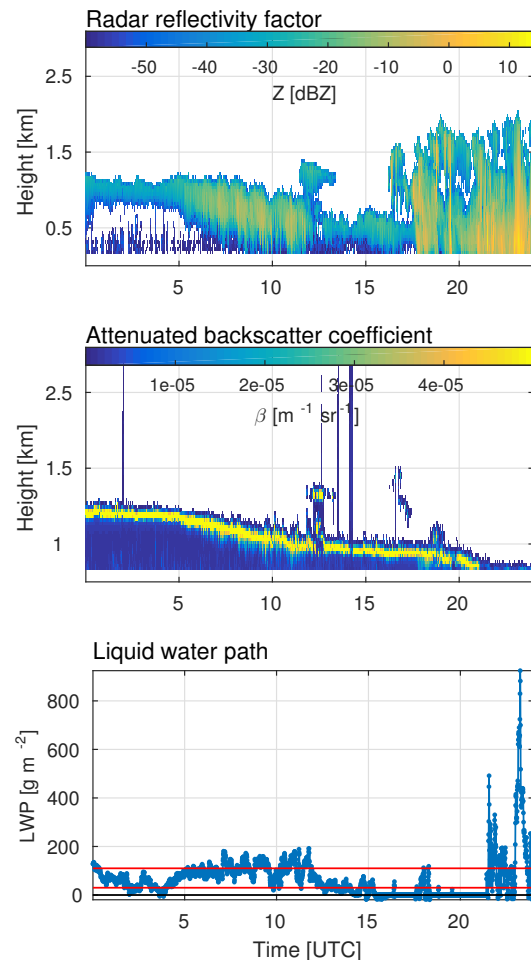 Radar reflectivity factor
-50 -40 -30 -20 -10 0 10
Z [dBZ]
2.5
1.5
0.5
Height [km]
5 10 15 20
Attenuated backscatter coefficient
1e-05 2e-05 3e-05 4e-05
β [m -1 sr-1]
2.5
1.5
1
Height [km]
5 10 15 20
Liquid water path
800
600
400
200
0
LWP [g m -2]
5 10 15 20
Time [UTC]